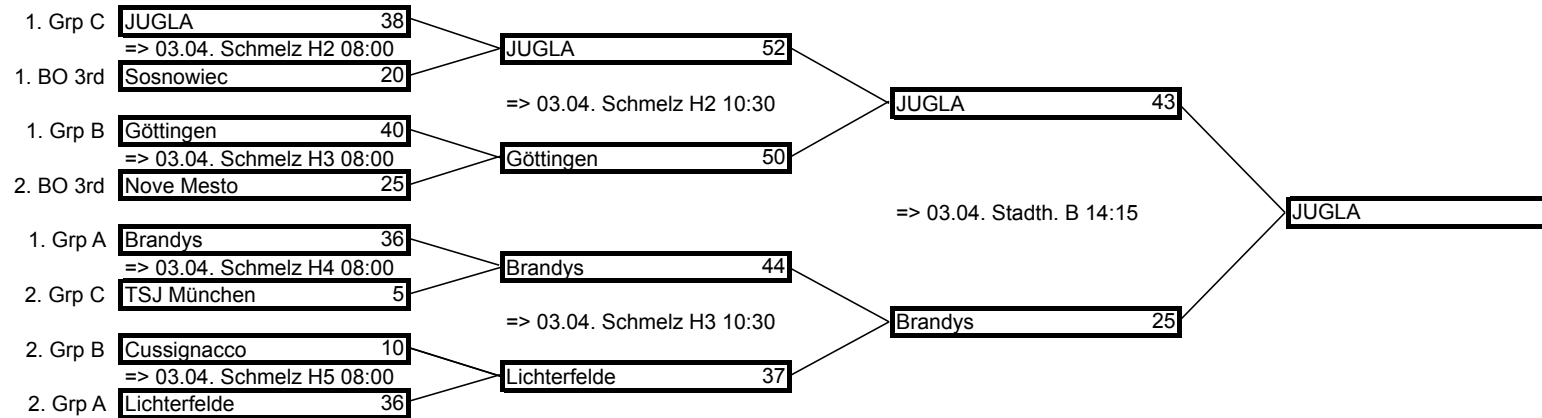 1. Grp C JUGLA 38
=> 03.04. Schmelz H2 08:00
1. BO 3rd Sosnowiec 20
1. Grp B Göttingen 40
=> 03.04. Schmelz H3 08:00
2. BO 3rd Nove Mesto 25
1. Grp A Brandys 36
=> 03.04. Schmelz H4 08:00
2. Grp C TSJ München 5
2. Grp B Cussignacco 10
=> 03.04. Schmelz H5 08:00
2. Grp A Lichterfelde 36
JUGLA 52
=> 03.04. Schmelz H2 10:30
Göttingen 50
Brandys 44
=> 03.04. Schmelz H3 10:30
Lichterfelde 37
JUGLA 43
=> 03.04. Stadth. B 14:15
Brandys 25
JUGLA